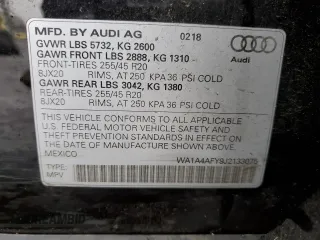 MFD. BY AUDI AG 0218
GVWR LBS 5732, KG 2600
GAWR FRONT LBS 2888, KG 1310
FRONT-TIRES 255/45 R20
8JX20 RIMS, AT 250 KPA 36 PSI COLD
GAWR REAR LBS 3042, KG 1380
REAR-TIRES 255/45 R20
8JX20 RIMS, AT 250 KPA 36 PSI COLD
Audi
THIS VEHICLE CONFORMS TO ALL APPLICABLE
U.S. FEDERAL MOTOR VEHICLE SAFETY,
BUMPER, AND THEFT PREVENTION STANDARDS
IN EFFECT ON THE DATE OF MANUFACTURE
SHOWN ABOVE.
MEXICO
TYPE:
MPV